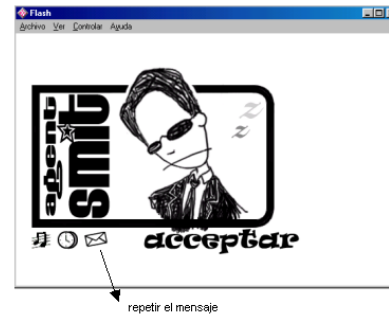 Flash
Archivo Ver Controlar Ayuda
agent
smit
z
z
acceptar
repetir el mensaje